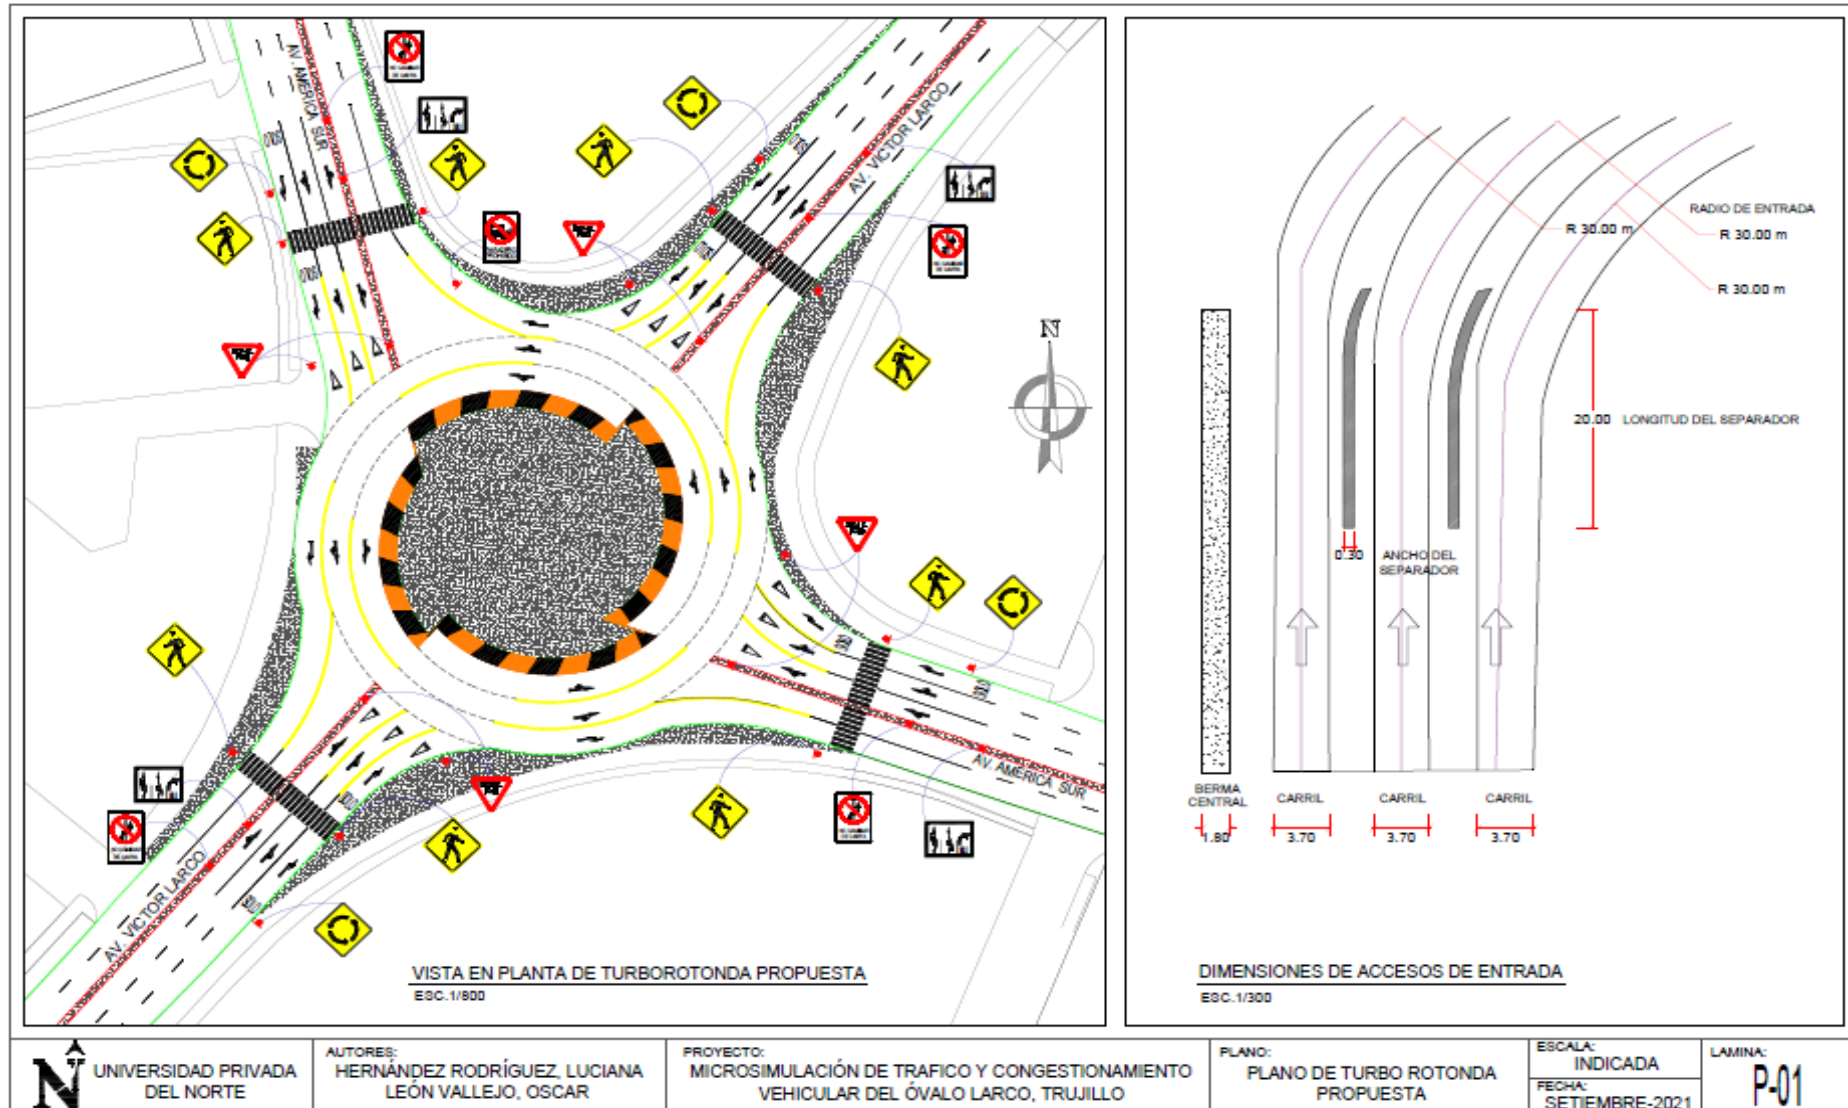 AV. AMERICA SUR
AV. VICTOR LARCO
N
AV. AMERICA SUR
AV. VICTOR LARCO
VISTA EN PLANTA DE TURBOROTONDA PROPUESTA
ESC.1/800
RADIO DE ENTRADA
R 30.00 m
R 30.00 m
R 30.00 m
20.00 LONGITUD DEL SEPARADOR
0.30
ANCHO DEL
SEPARADOR
BERMA
CENTRAL
CARRIL
CARRIL
CARRIL
1.80
3.70
3.70
3.70
DIMENSIONES DE ACCESOS DE ENTRADA
ESC.1/300
N
UNIVERSIDAD PRIVADA
DEL NORTE
AUTORES:
HERNÁNDEZ RODRÍGUEZ, LUCIANA
LEÓN VALLEJO, OSCAR
PROYECTO:
MICROSIMULACIÓN DE TRAFICO Y CONGESTIONAMIENTO
VEHICULAR DEL ÓVALO LARCO, TRUJILLO
PLANO:
PLANO DE TURBO ROTONDA
PROPUESTA
ESCALA:
INDICADA
FECHA:
SETIEMBRE-2021
LAMINA:
P-01